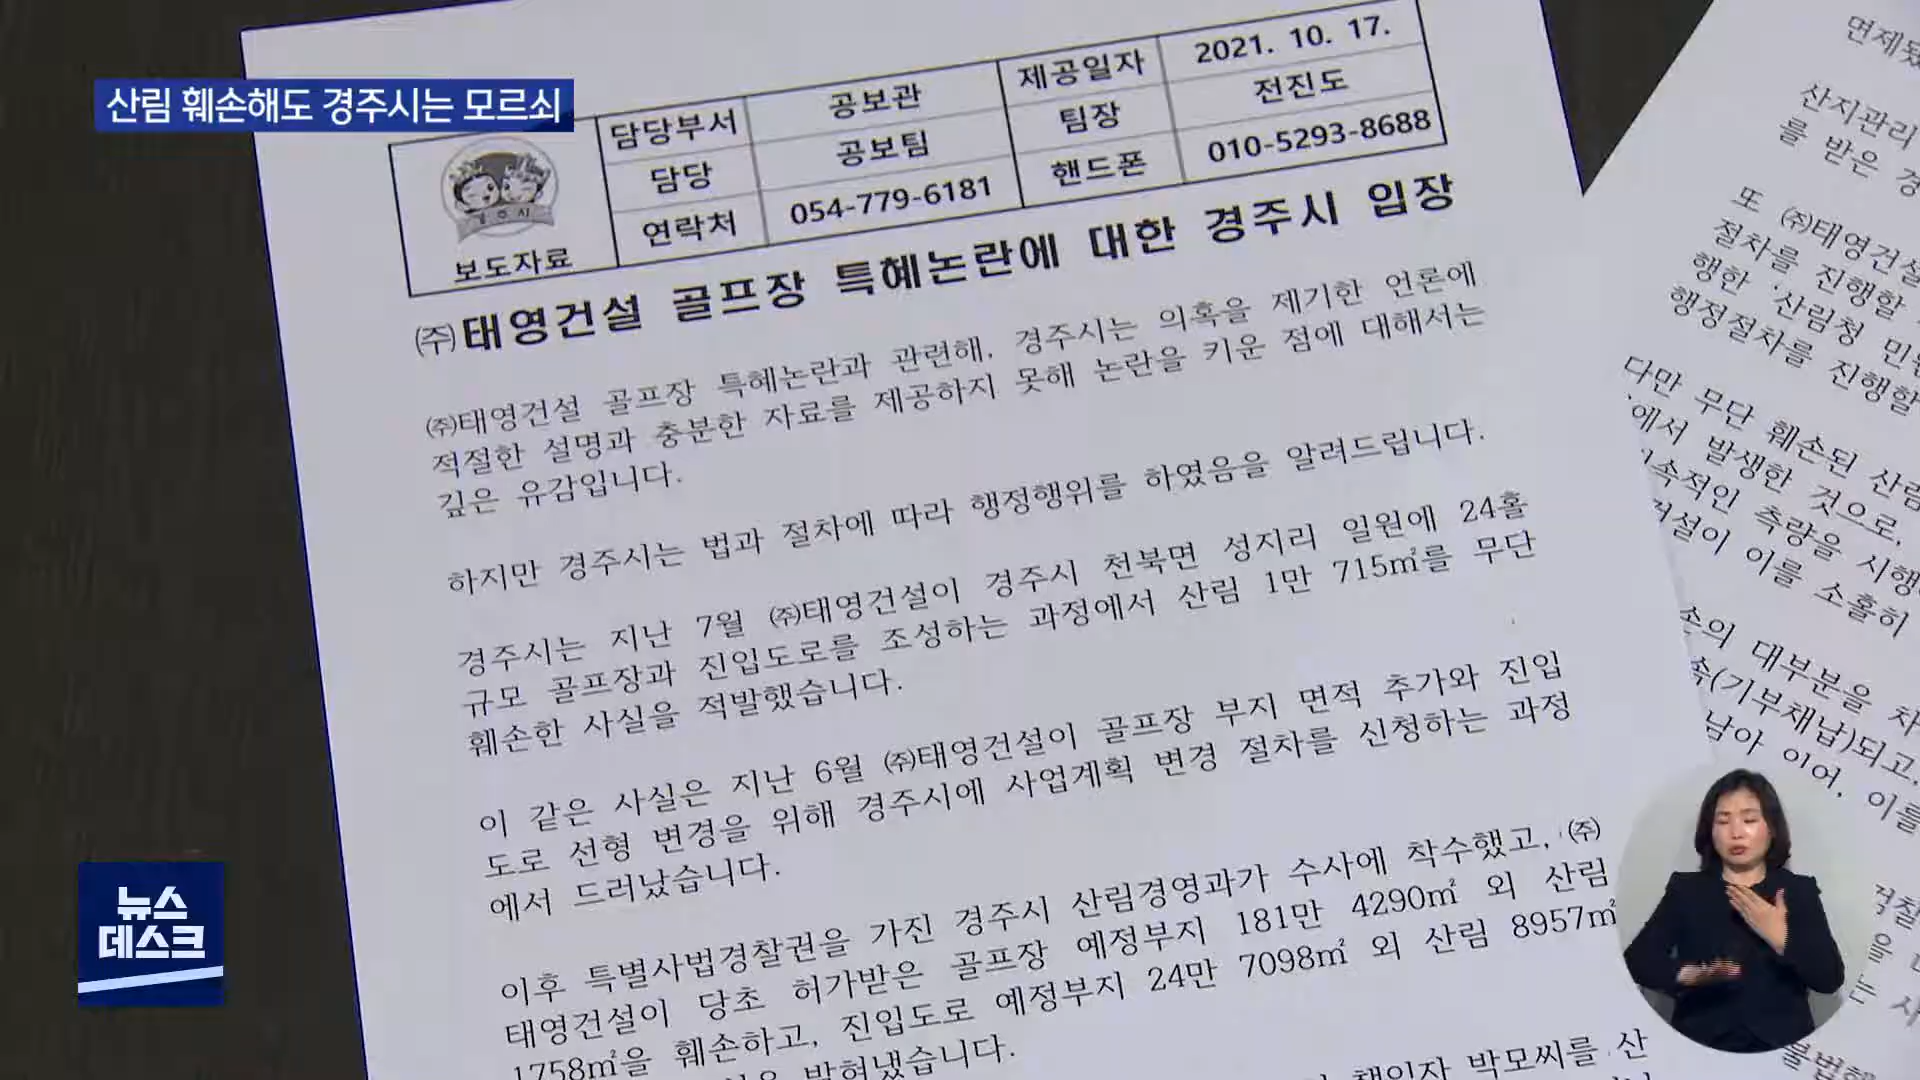 산림 훼손해도 경주시는 모르쇠
경주시
보도자료
담당부서 공보관 제공일자 2021. 10. 17.
담당 공보팀 팀장 전진도
연락처 054-779-6181 핸드폰 010-5293-8688
㈜태영건설 골프장 특혜논란에 대한 경주시 입장
㈜태영건설 골프장 특혜논란과 관련해, 경주시는 의혹을 제기한 언론에
적절한 설명과 충분한 자료를 제공하지 못해 논란을 키운 점에 대해서는
깊은 유감입니다.
하지만 경주시는 법과 절차에 따라 행정행위를 하였음을 알려드립니다.
경주시는 지난 7월 ㈜태영건설이 경주시 천북면 성지리 일원에 24홀
규모 골프장과 진입도로를 조성하는 과정에서 산림 1만 715㎡를 무단
훼손한 사실을 적발했습니다.
이 같은 사실은 지난 6월 ㈜태영건설이 골프장 부지 면적 추가와 진입
도로 선형 변경을 위해 경주시에 사업계획 변경 절차를 신청하는 과정
에서 드러났습니다.
이후 특별사법경찰권을 가진 경주시 산림경영과가 수사에 착수했고, ㈜
태영건설이 당초 허가받은 골프장 예정부지 181만 4290㎡ 외 산림
1758㎡을 훼손하고, 진입도로 예정부지 24만 7098㎡ 외 산림 8957㎡
밝혀냈습니다.
책임자 박모씨를 산
산지관리
를 받은
또 ㈜태영건설
절차를 진행할
행한 '산림청 민원
행정절차를 진행할
다만 무단 훼손된 산림
에서 발생한 것으로,
속적인 측량을 시행
건설이 이를 소홀히
손의 대부분을 차
속(기부채납)되고,
남아 이어, 이를
뉴스
데스크